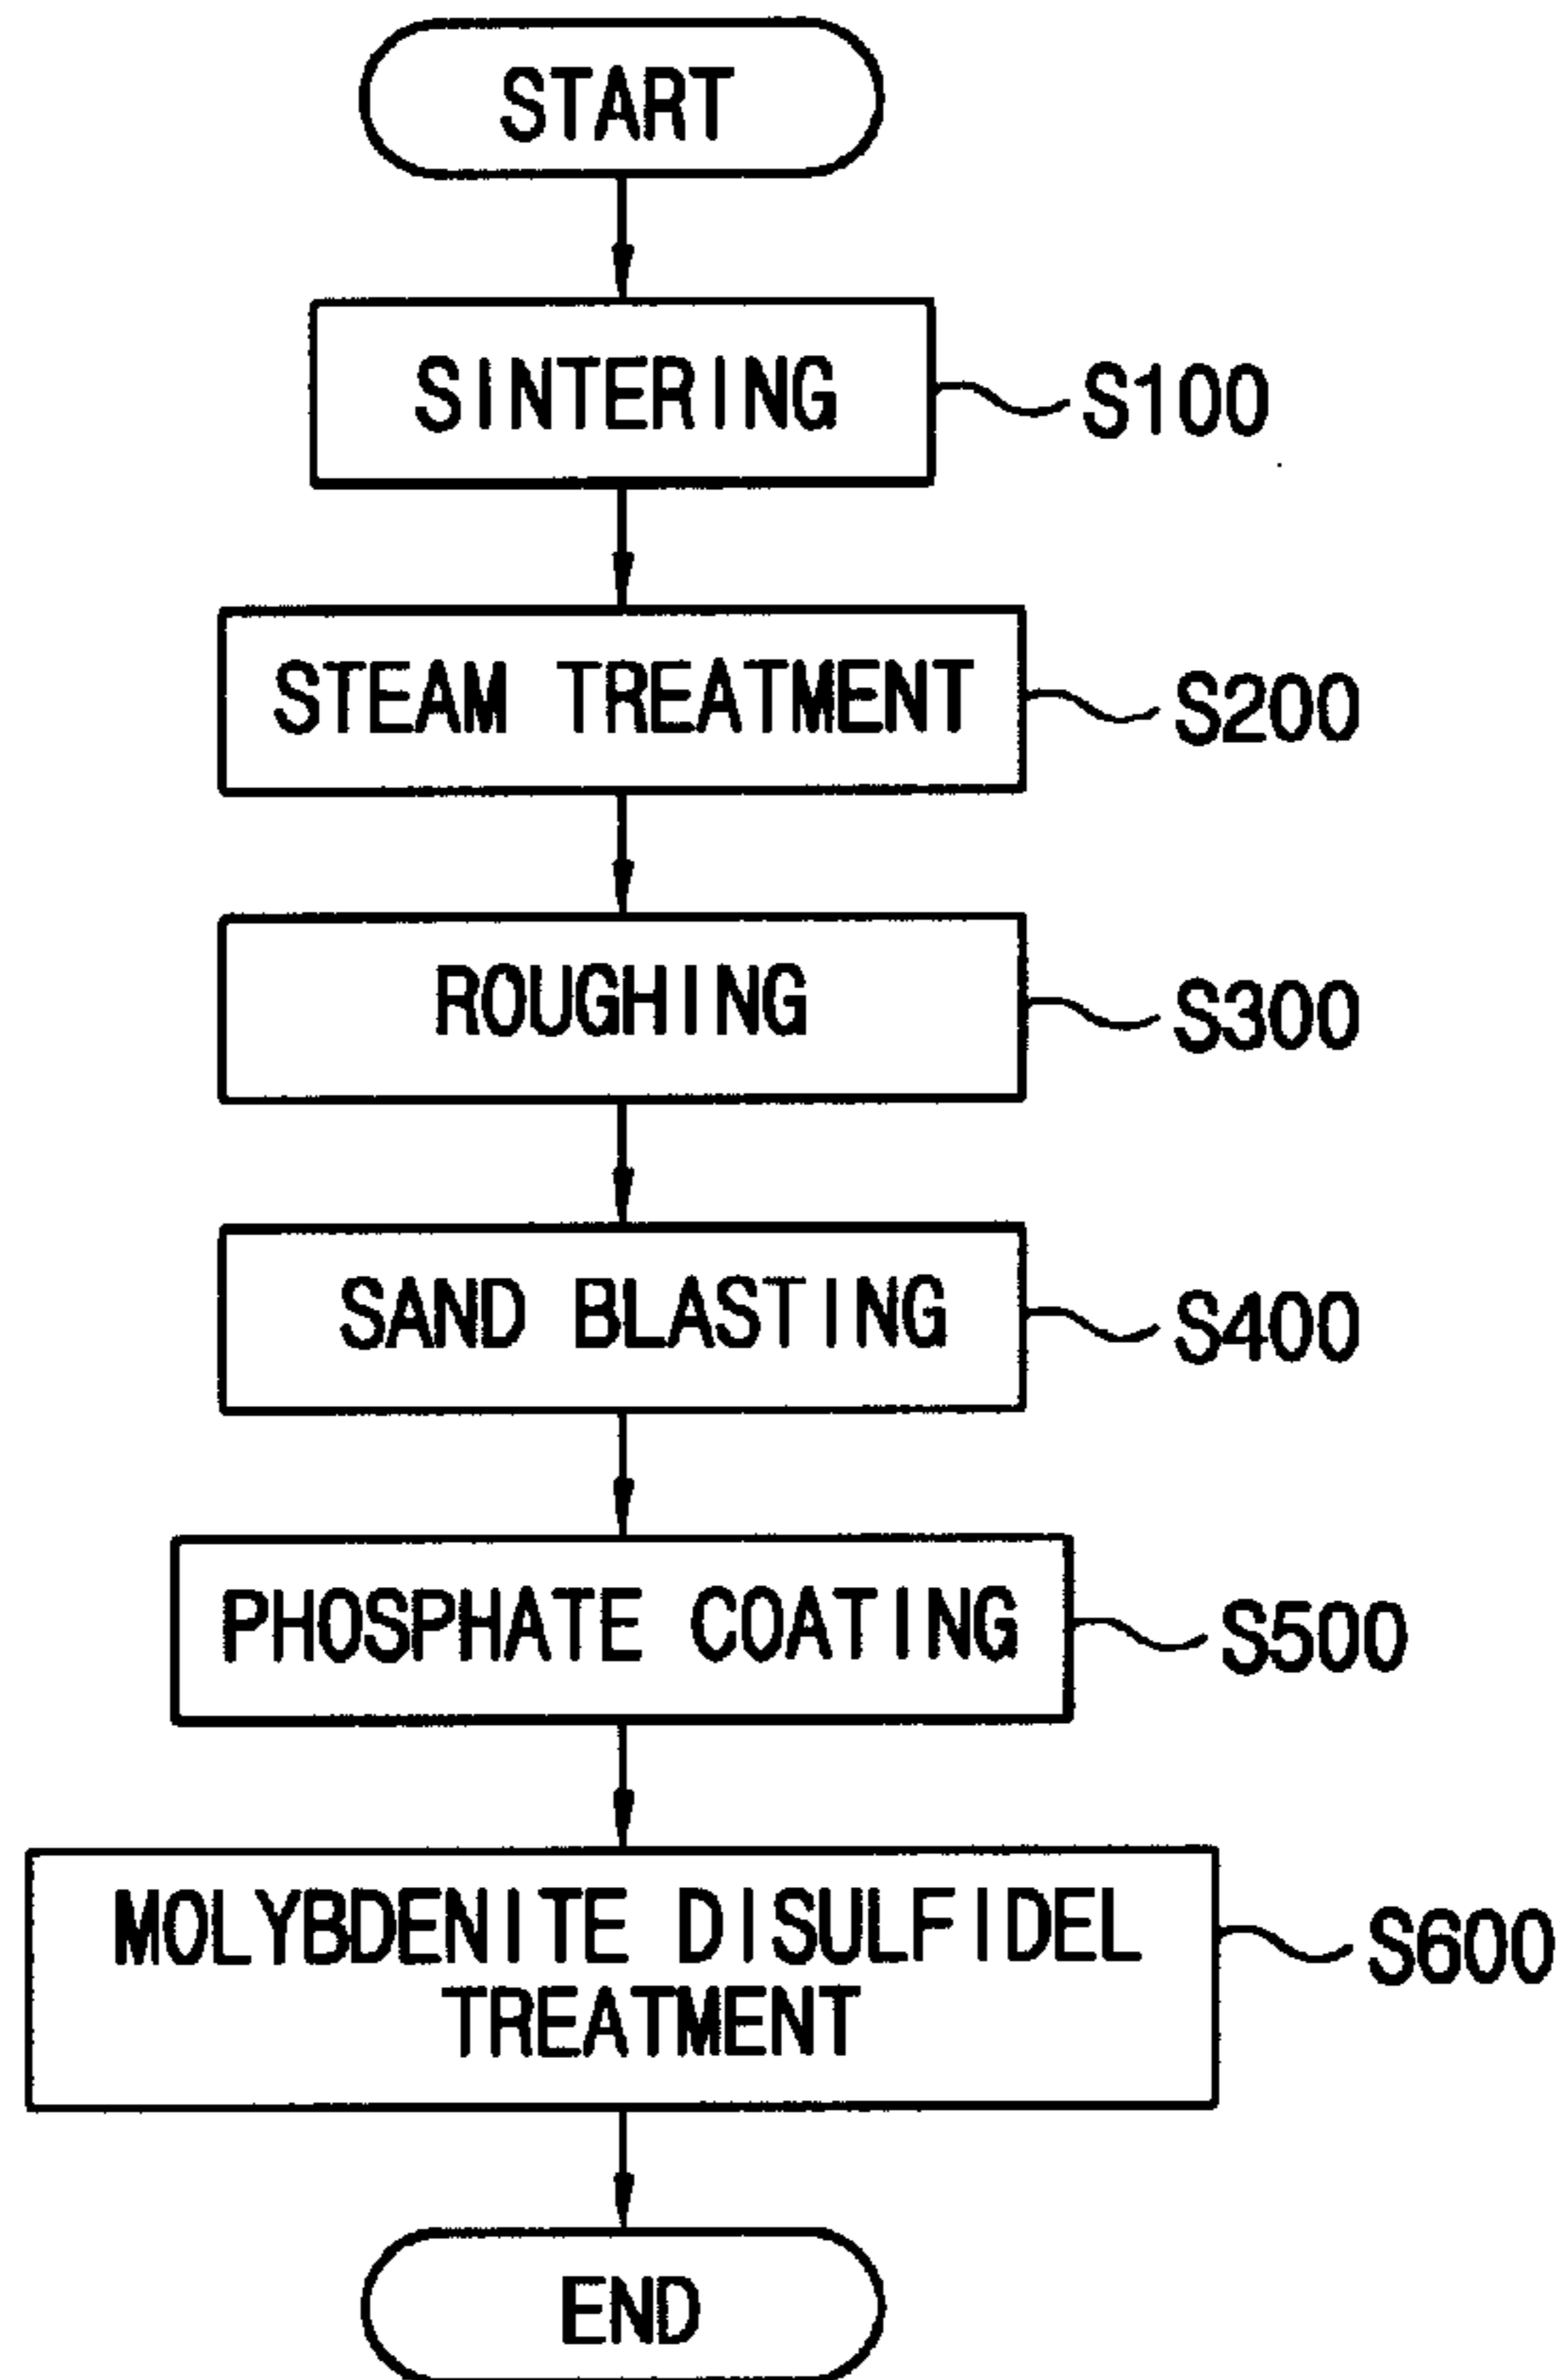 START
SINTERING
S100
STEAM TREATMENT
S200
ROUGHING
S300
SAND BLASTING
S400
PHOSPHATE COATING
S500
MOLYBDENITE DISULFIDEL
TREATMENT
S600
END